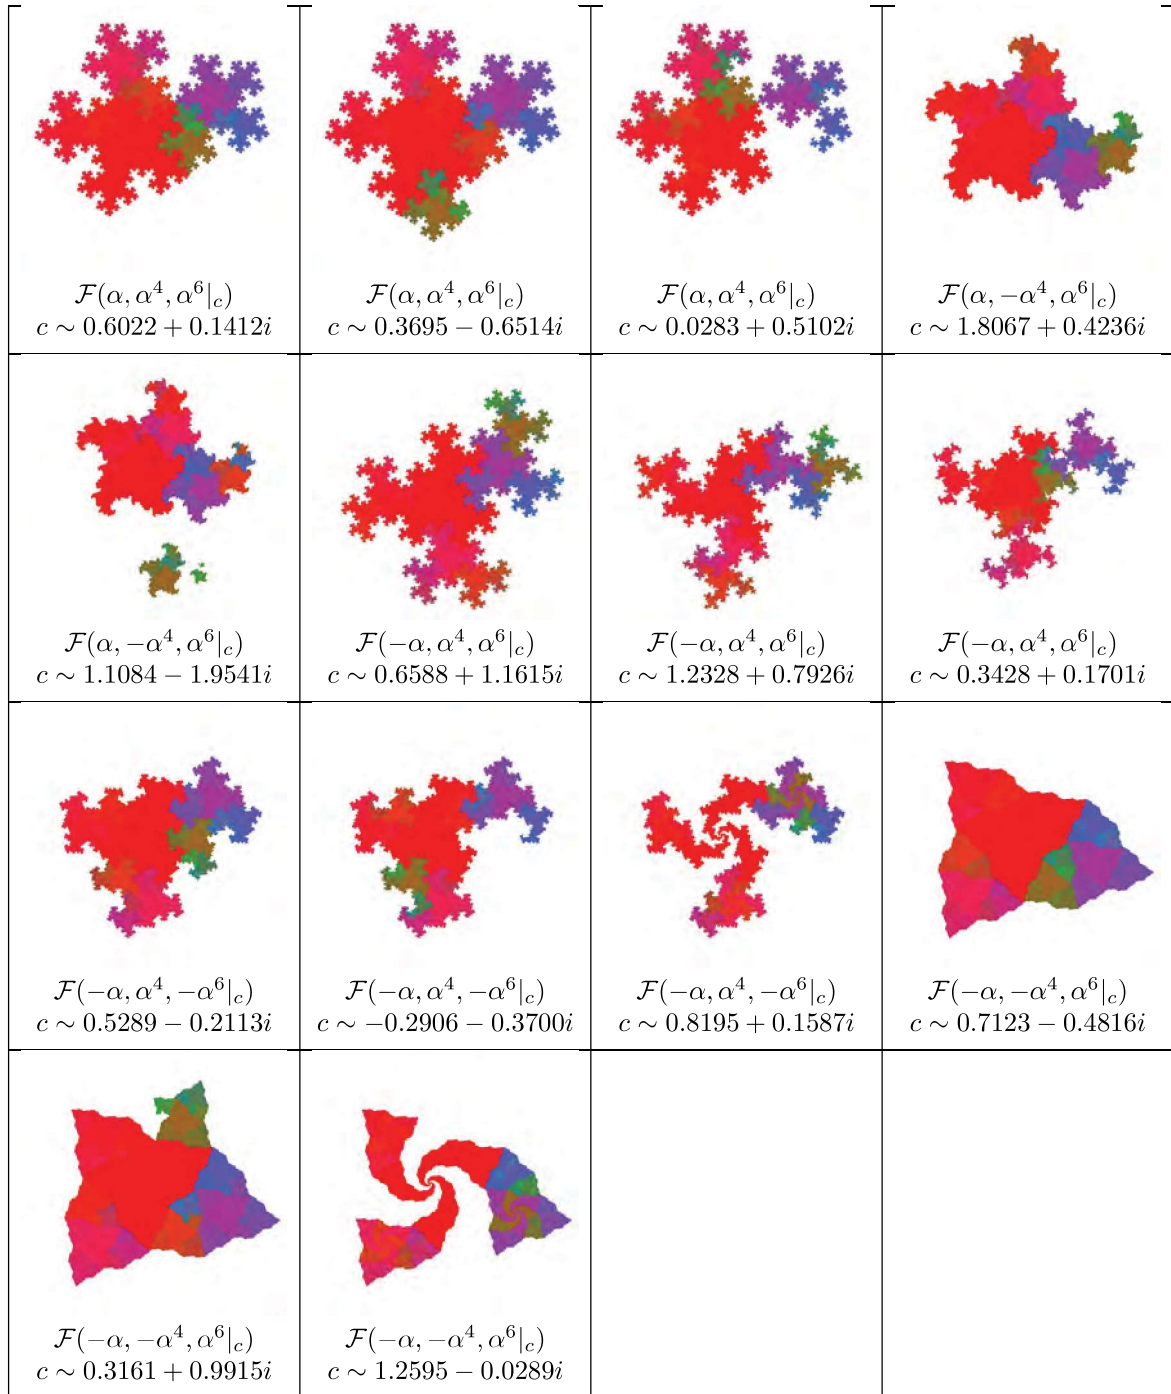 F(α, α⁴, α⁶|c)
c ∼ 0.6022 + 0.1412i
F(α, α⁴, α⁶|c)
c ∼ 0.3695 − 0.6514i
F(α, α⁴, α⁶|c)
c ∼ 0.0283 + 0.5102i
F(α, −α⁴, α⁶|c)
c ∼ 1.8067 + 0.4236i
F(α, −α⁴, α⁶|c)
c ∼ 1.1084 − 1.9541i
F(−α, α⁴, α⁶|c)
c ∼ 0.6588 + 1.1615i
F(−α, α⁴, α⁶|c)
c ∼ 1.2328 + 0.7926i
F(−α, α⁴, α⁶|c)
c ∼ 0.3428 + 0.1701i
F(−α, α⁴, −α⁶|c)
c ∼ 0.5289 − 0.2113i
F(−α, α⁴, −α⁶|c)
c ∼ −0.2906 − 0.3700i
F(−α, α⁴, −α⁶|c)
c ∼ 0.8195 + 0.1587i
F(−α, −α⁴, α⁶|c)
c ∼ 0.7123 − 0.4816i
F(−α, −α⁴, α⁶|c)
c ∼ 0.3161 + 0.9915i
F(−α, −α⁴, α⁶|c)
c ∼ 1.2595 − 0.0289i